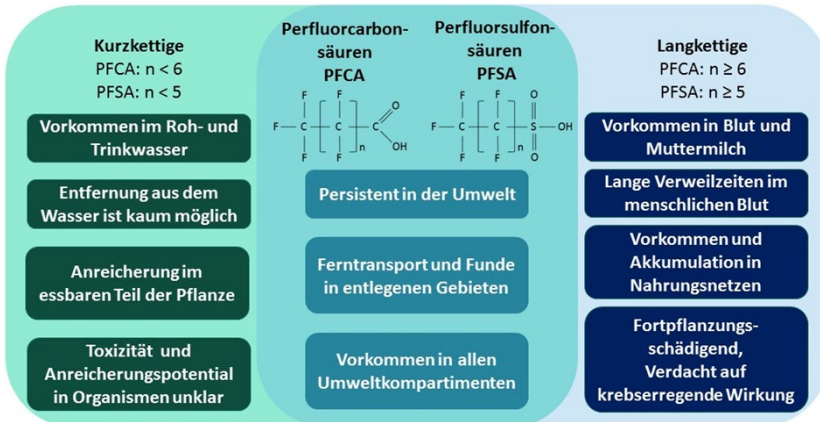 Kurzkettige
PFCA: n < 6
PFSA: n < 5
Vorkommen im Roh- und
Trinkwasser
Entfernung aus dem
Wasser ist kaum möglich
Anreicherung im
essbaren Teil der Pflanze
Toxizität und
Anreicherungspotential
in Organismen unklar
Perfluorcarbon-
säuren
PFCA
F F O
F C C C
F F n OH
Perfluorsulfon-
säuren
PFSA
F F O
F C C S OH
F F n O
Persistent in der Umwelt
Ferntransport und Funde
in entlegenen Gebieten
Vorkommen in allen
Umweltkompartimenten
Langkettige
PFCA: n ≥ 6
PFSA: n ≥ 5
Vorkommen in Blut und
Muttermilch
Lange Verweilzeiten im
menschlichen Blut
Vorkommen und
Akkumulation in
Nahrungsnetzen
Fortpflanzungs-
schädigend,
Verdacht auf
krebserregende Wirkung